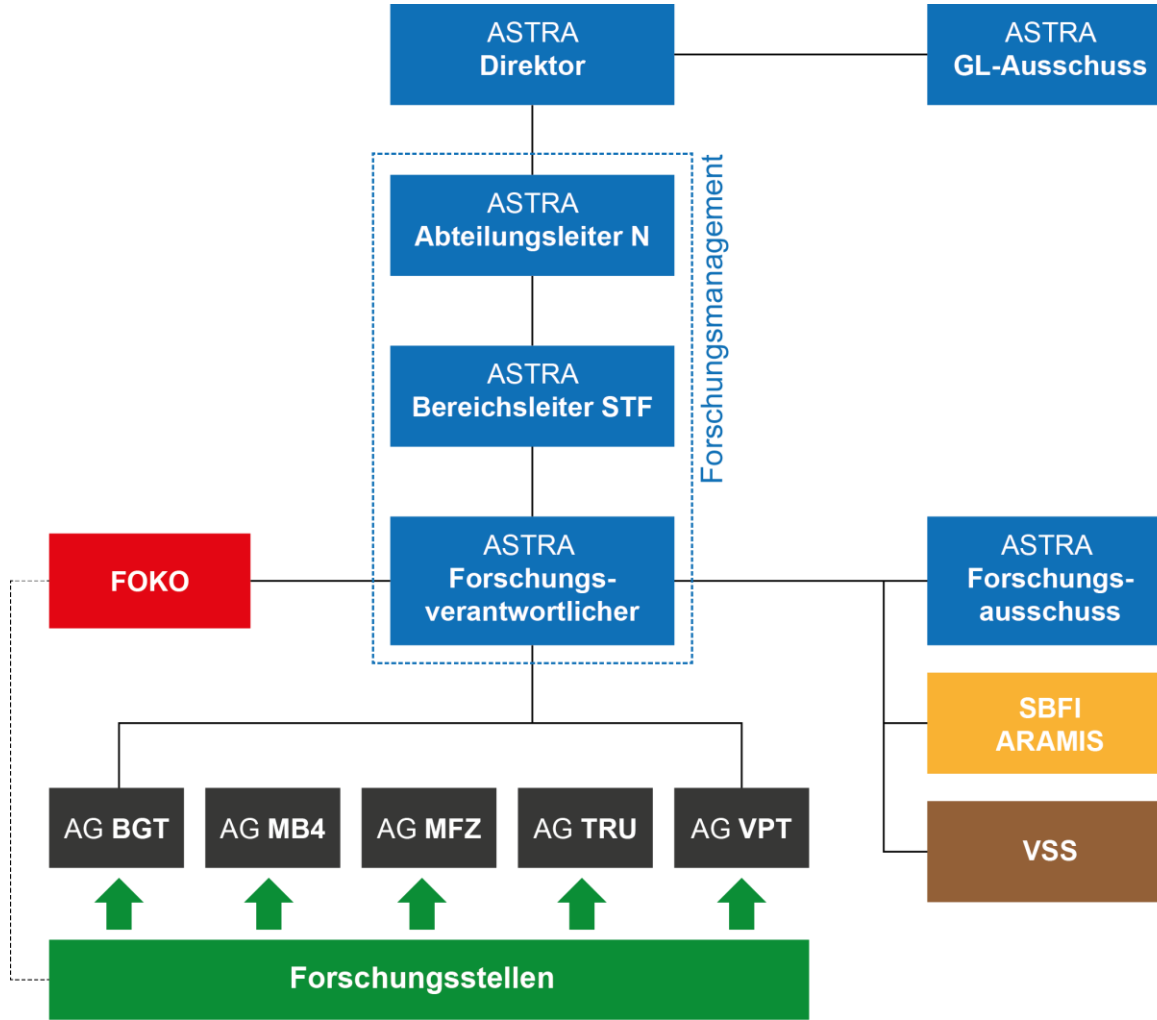 ASTRA
Direktor
ASTRA
GL-Ausschuss
Forschungsmanagement
ASTRA
Abteilungsleiter N
ASTRA
Bereichsleiter STF
FOKO
ASTRA
Forschungs-
verantwortlicher
ASTRA
Forschungs-
ausschuss
SBFI
ARAMIS
VSS
AG BGT
AG MB4
AG MFZ
AG TRU
AG VPT
Forschungsstellen